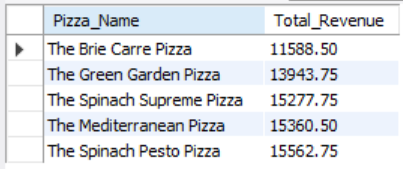 Pizza_Name Total_Revenue
The Brie Carre Pizza 11588.50
The Green Garden Pizza 13943.75
The Spinach Supreme Pizza 15277.75
The Mediterranean Pizza 15360.50
The Spinach Pesto Pizza 15562.75